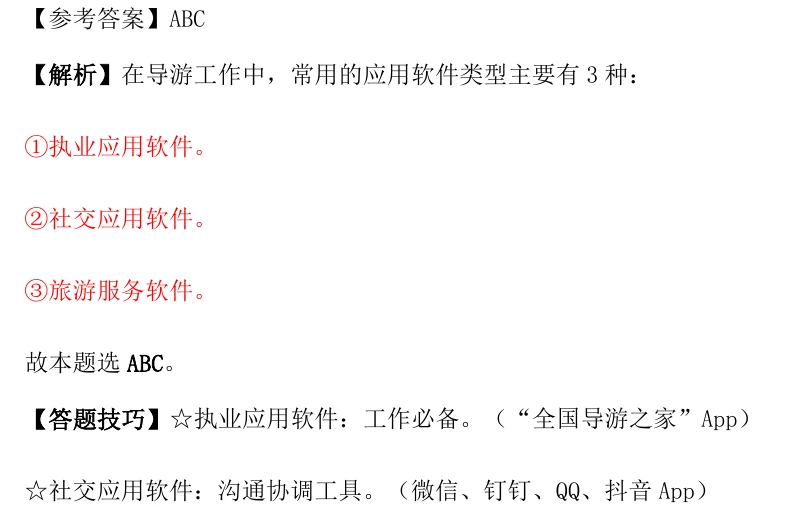 【参考答案】ABC
【解析】在导游工作中，常用的应用软件类型主要有 3 种：
①执业应用软件。
②社交应用软件。
③旅游服务软件。
故本题选 ABC。
【答题技巧】☆执业应用软件：工作必备。（“全国导游之家”App）
☆社交应用软件：沟通协调工具。（微信、钉钉、QQ、抖音 App）